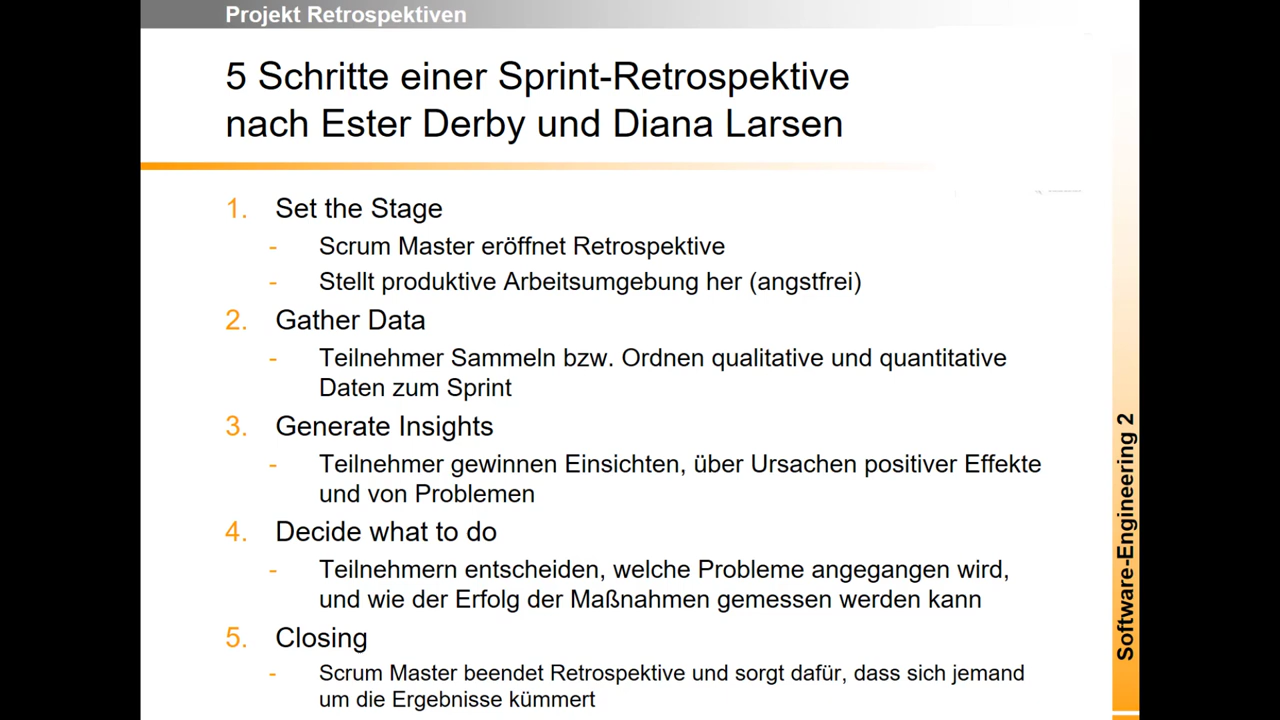 Projekt Retrospektiven
5 Schritte einer Sprint-Retrospektive
nach Ester Derby und Diana Larsen
1. Set the Stage
- Scrum Master eröffnet Retrospektive
- Stellt produktive Arbeitsumgebung her (angstfrei)
2. Gather Data
- Teilnehmer Sammeln bzw. Ordnen qualitative und quantitative
Daten zum Sprint
3. Generate Insights
- Teilnehmer gewinnen Einsichten, über Ursachen positiver Effekte
und von Problemen
4. Decide what to do
- Teilnehmern entscheiden, welche Probleme angegangen wird,
und wie der Erfolg der Maßnahmen gemessen werden kann
5. Closing
- Scrum Master beendet Retrospektive und sorgt dafür, dass sich jemand
um die Ergebnisse kümmert
Software-Engineering 2